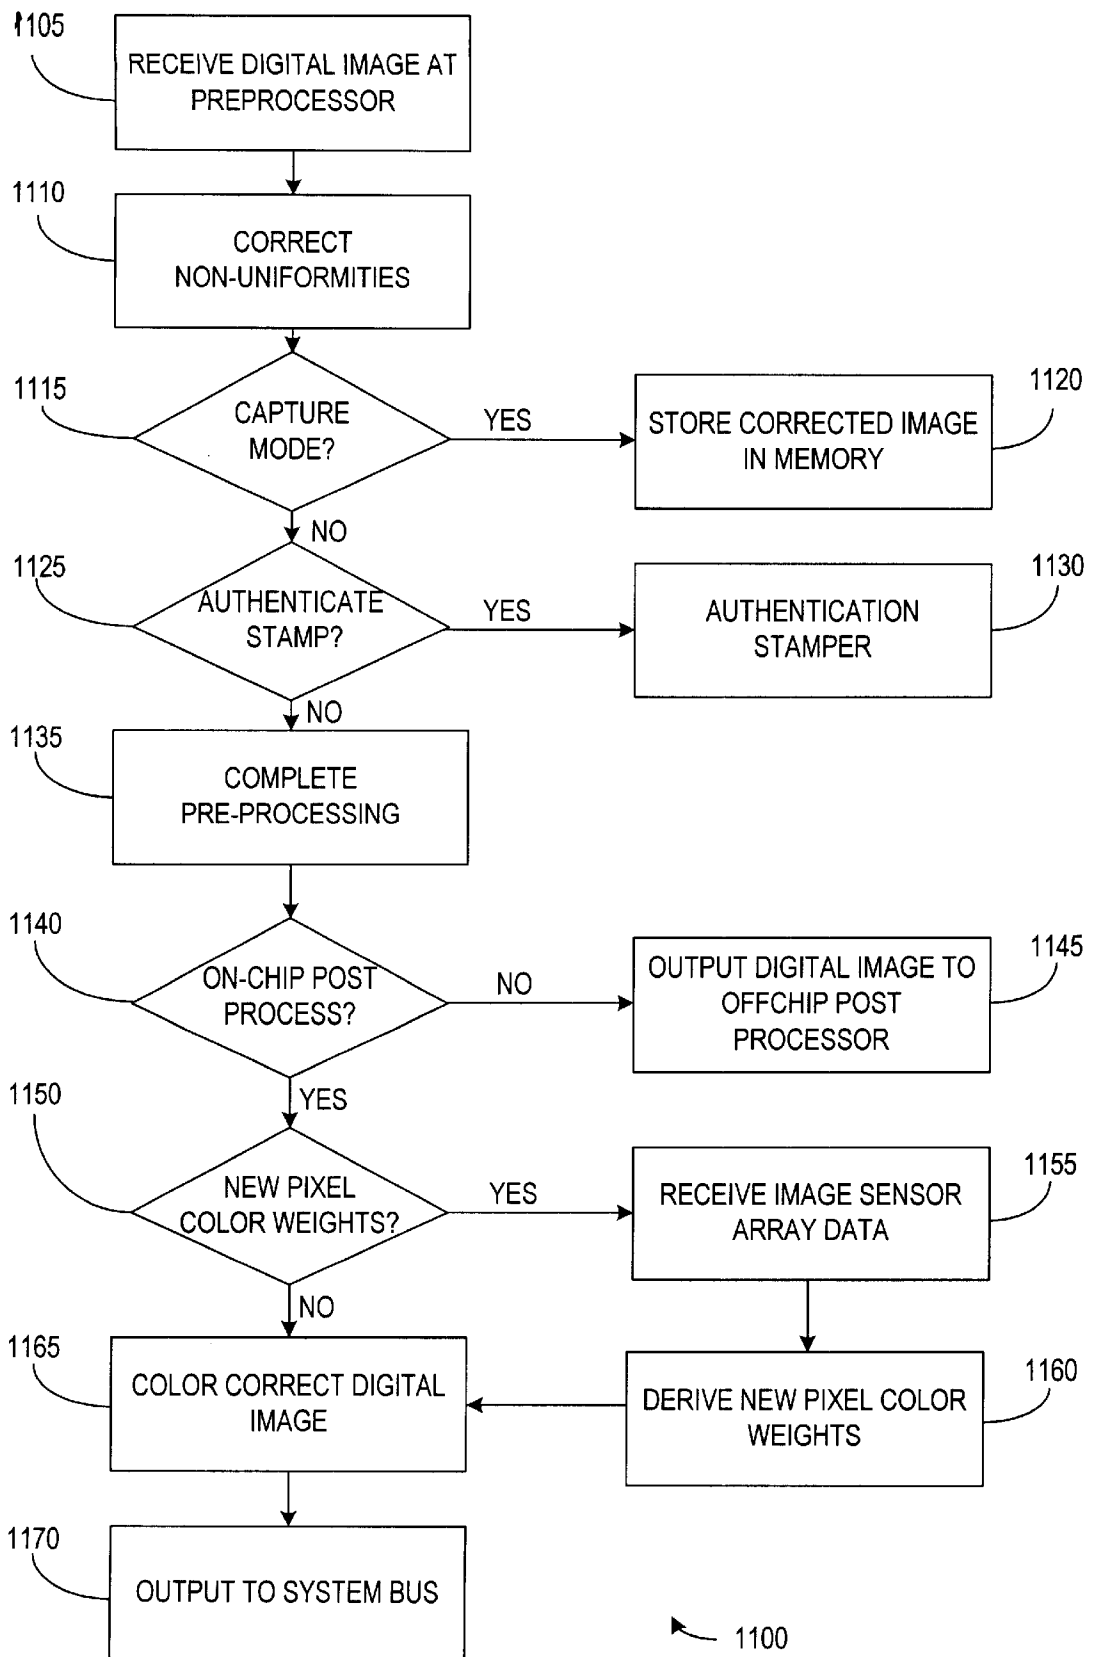 1105
RECEIVE DIGITAL IMAGE AT
PREPROCESSOR
1110
CORRECT
NON-UNIFORMITIES
1115
CAPTURE
MODE?
YES
1120
STORE CORRECTED IMAGE
IN MEMORY
NO
1125
AUTHENTICATE
STAMP?
YES
1130
AUTHENTICATION
STAMPER
NO
1135
COMPLETE
PRE-PROCESSING
1140
ON-CHIP POST
PROCESS?
NO
1145
OUTPUT DIGITAL IMAGE TO
OFFCHIP POST
PROCESSOR
YES
1150
NEW PIXEL
COLOR WEIGHTS?
YES
1155
RECEIVE IMAGE SENSOR
ARRAY DATA
NO
1165
COLOR CORRECT DIGITAL
IMAGE
1160
DERIVE NEW PIXEL COLOR
WEIGHTS
1170
OUTPUT TO SYSTEM BUS
1100